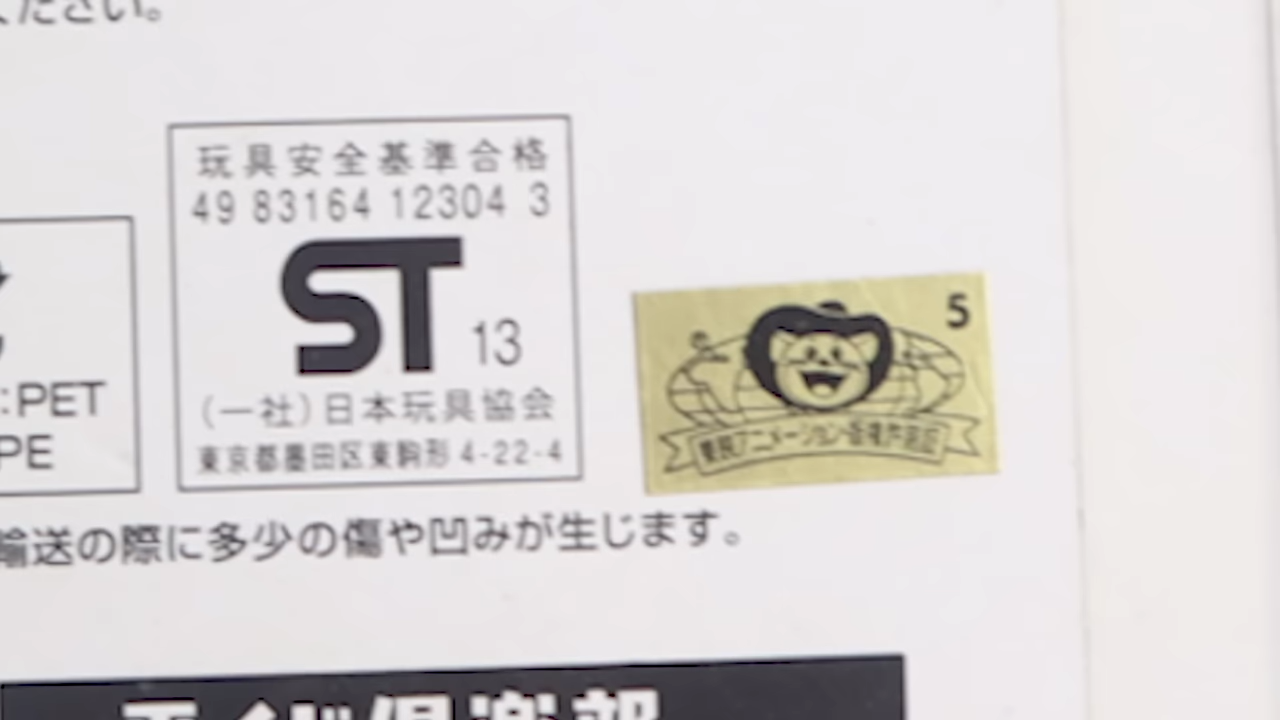 ください。
玩具安全基準合格
49 83164 12304 3
ST 13
(一社)日本玩具協会
東京都墨田区東駒形 4-22-4
:PET
PE
5
輸送の際に多少の傷や凹みが生じます。
倶楽部